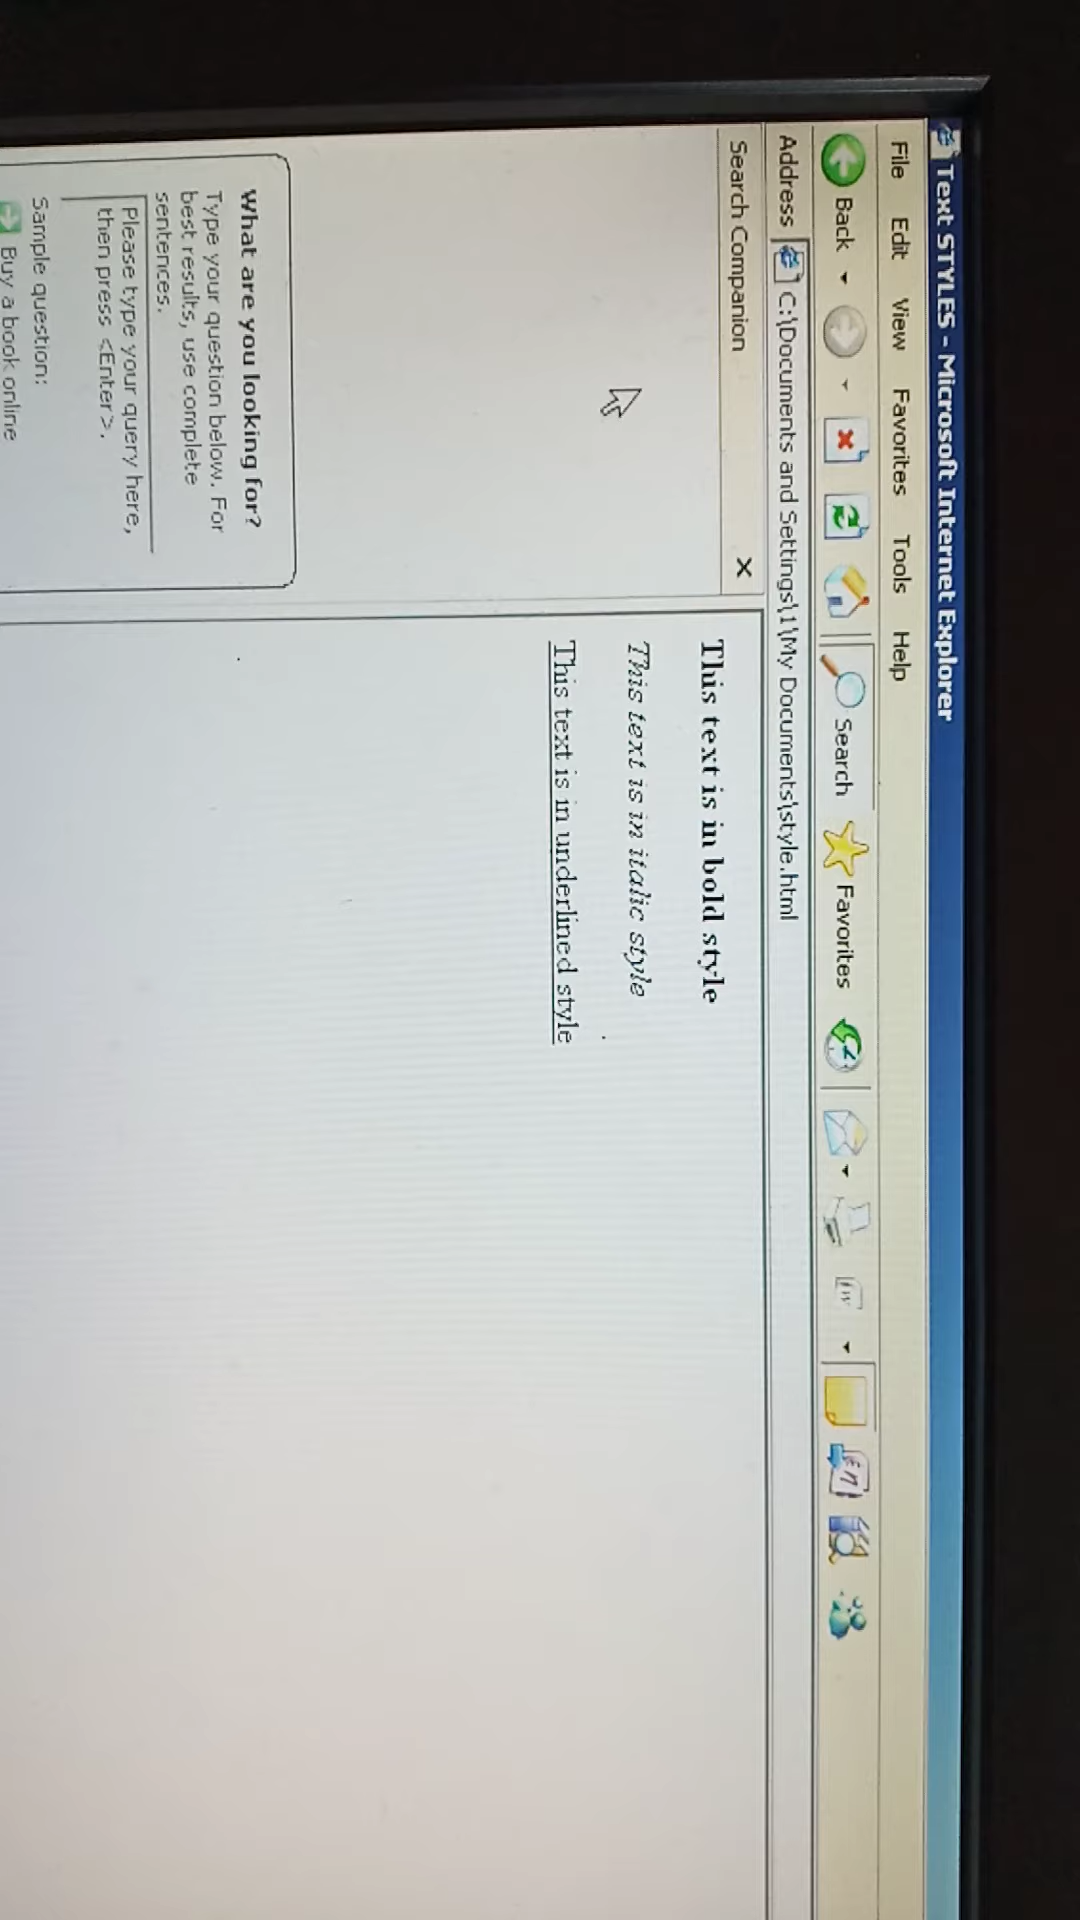 Text STYLES - Microsoft Internet Explorer
File Edit View Favorites Tools Help
Back Search Favorites
Address C:\Documents and Settings\1\My Documents\style.html
Search Companion
What are you looking for?
Type your question below. For
best results, use complete
sentences.
Please type your query here,
then press <Enter>.
Sample question:
Buy a book online
This text is in bold style
This text is in italic style
This text is in underlined style